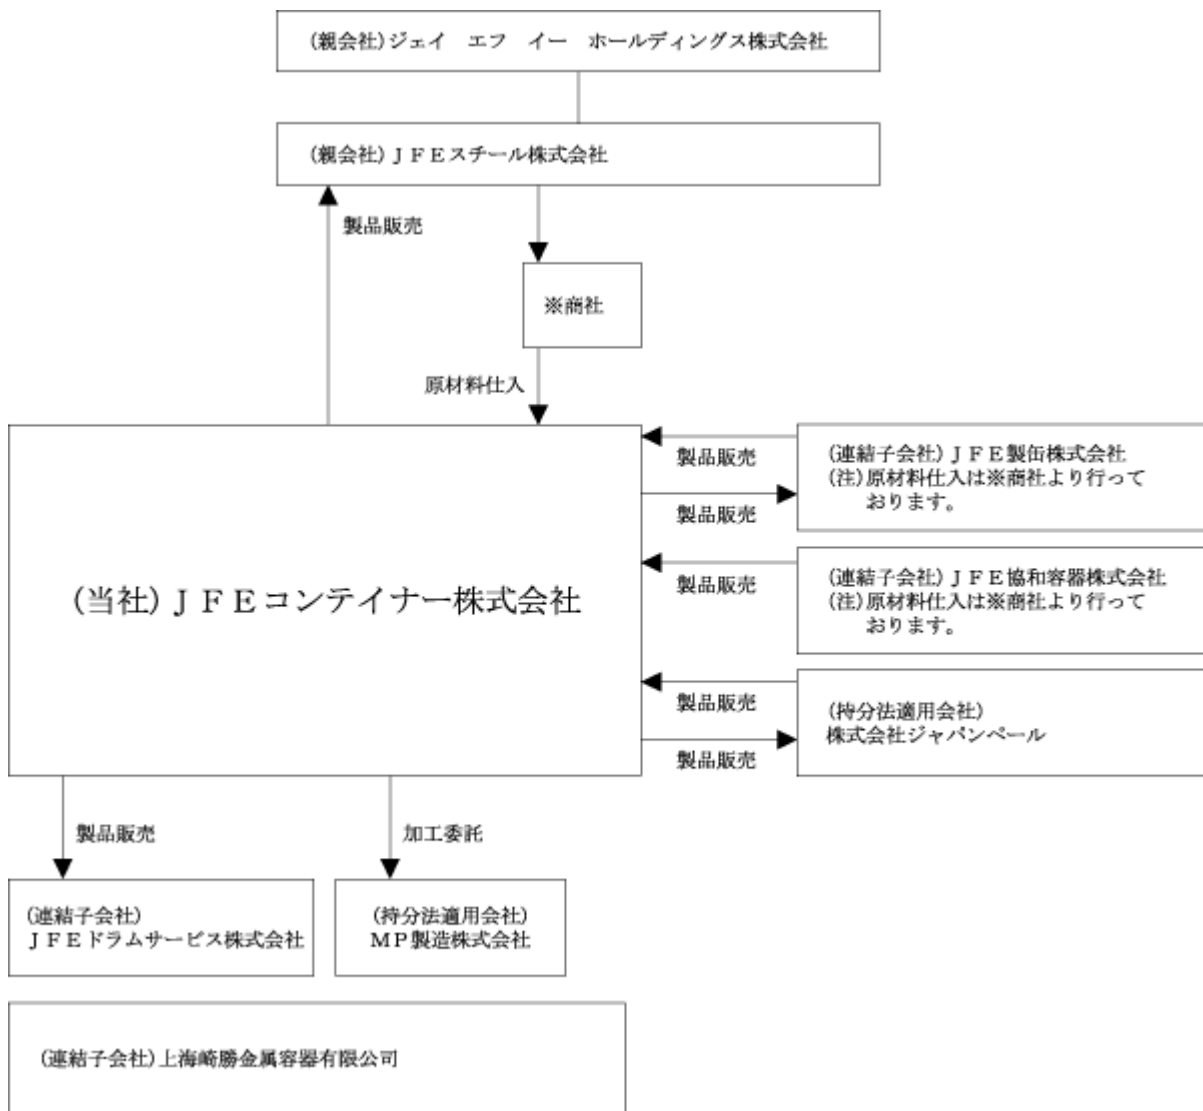 (親会社)ジェイ　エフ　イー　ホールディングス株式会社
(親会社)ＪＦＥスチール株式会社
製品販売
※商社
原材料仕入
(当社)ＪＦＥコンテイナー株式会社
製品販売
製品販売
(連結子会社)ＪＦＥ製缶株式会社
(注)原材料仕入は※商社より行って
おります。
製品販売
(連結子会社)ＪＦＥ協和容器株式会社
(注)原材料仕入は※商社より行って
おります。
製品販売
製品販売
(持分法適用会社)
株式会社ジャパンペール
製品販売
加工委託
(連結子会社)
ＪＦＥドラムサービス株式会社
(持分法適用会社)
ＭＰ製造株式会社
(連結子会社)上海崎勝金属容器有限公司